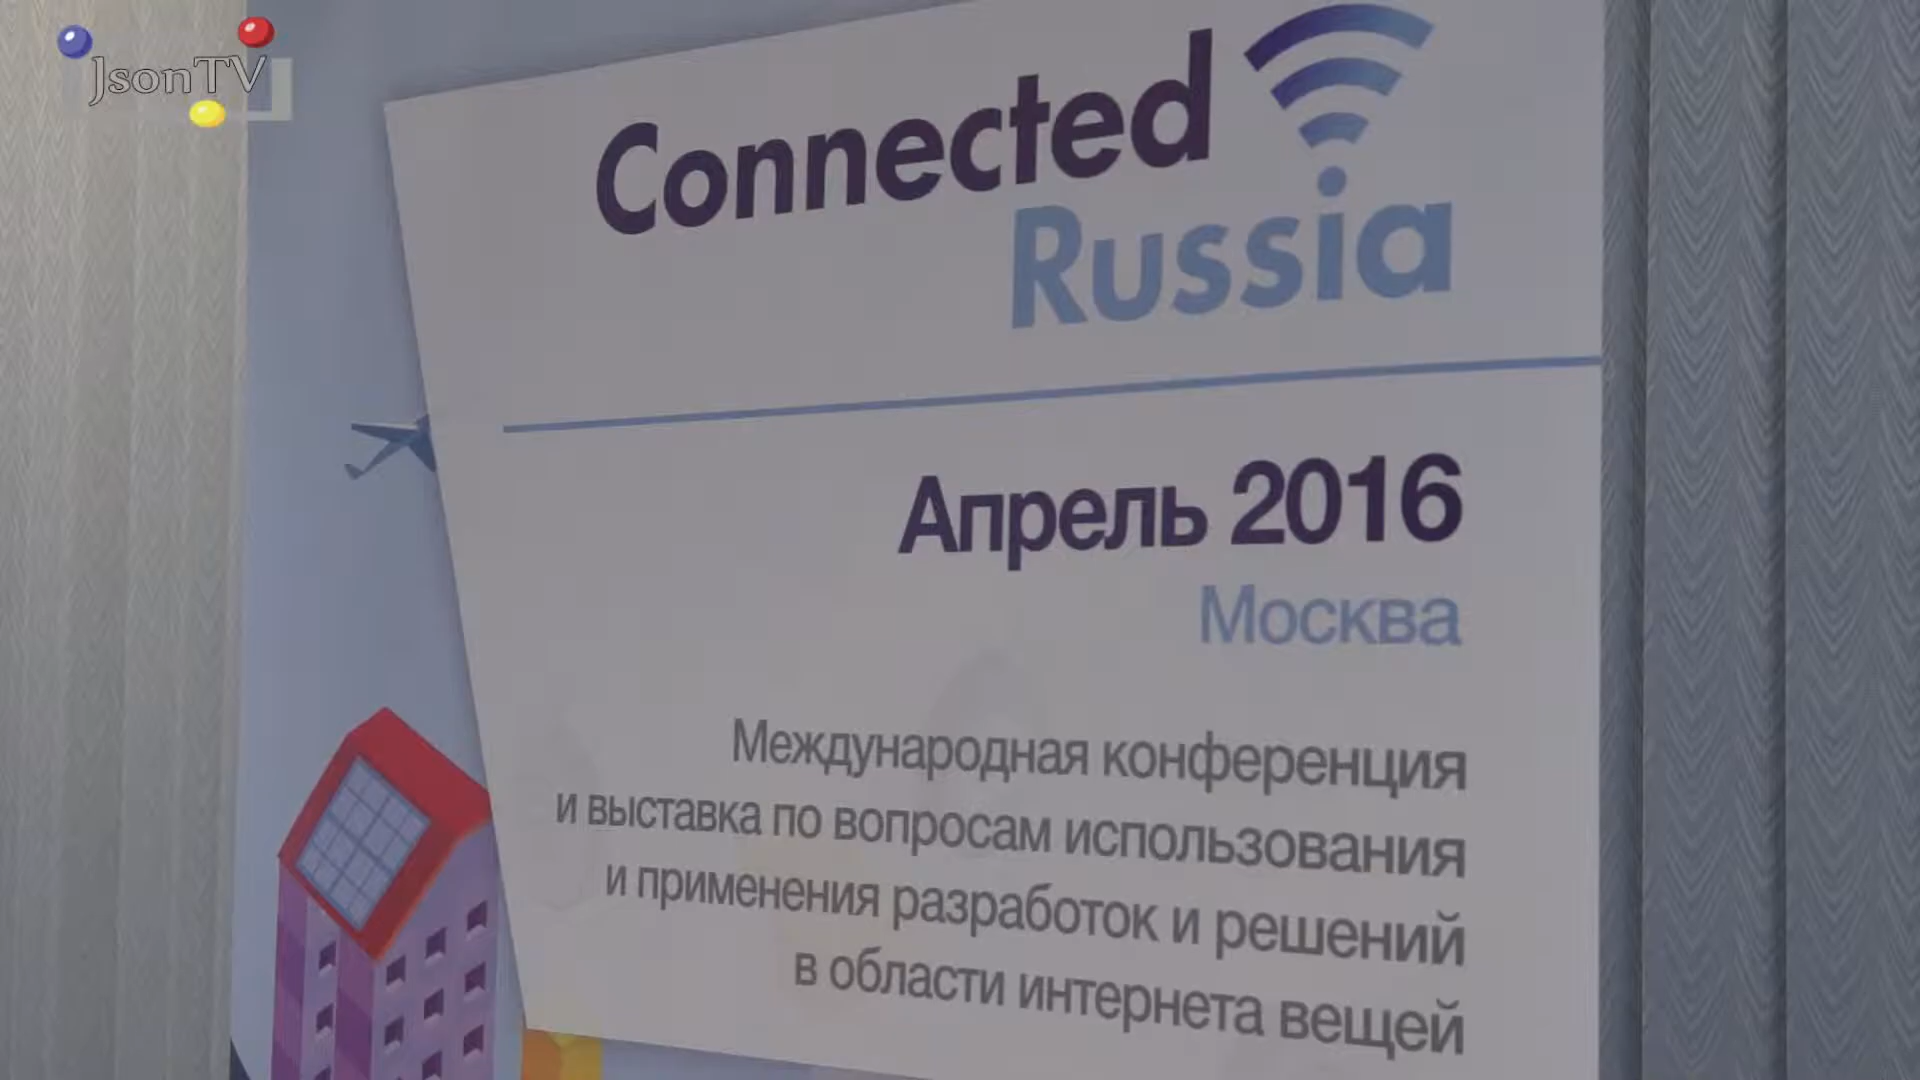 JsonTV
Connected
Russia
Апрель 2016
Москва
Международная конференция
и выставка по вопросам использования
и применения разработок и решений
в области интернета вещей